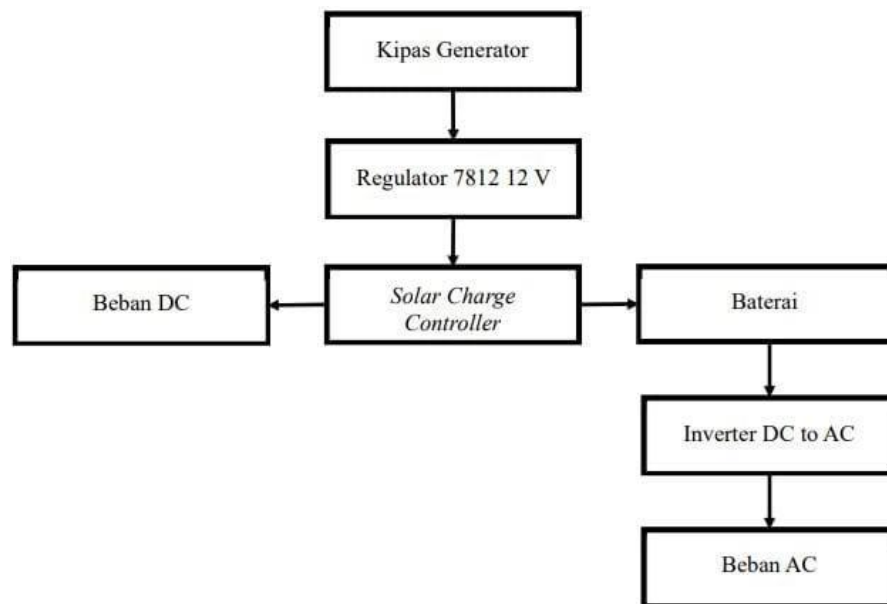 Kipas Generator
Regulator 7812 12 V
Beban DC
Solar Charge
Controller
Baterai
Inverter DC to AC
Beban AC